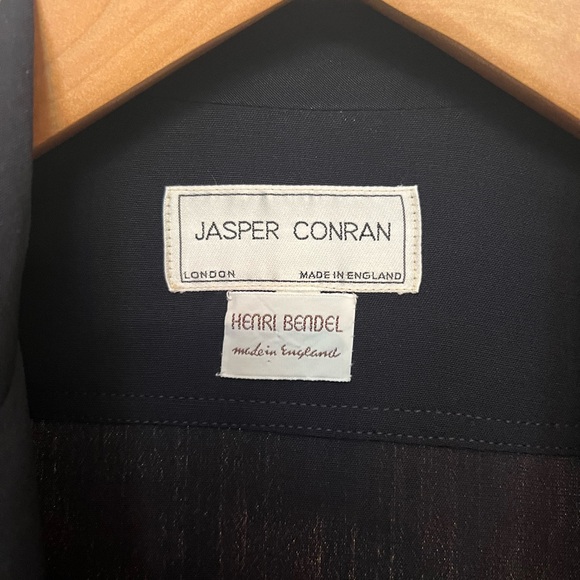 JASPER CONRAN
LONDON MADE IN ENGLAND
HENRI BENDEL
made in England